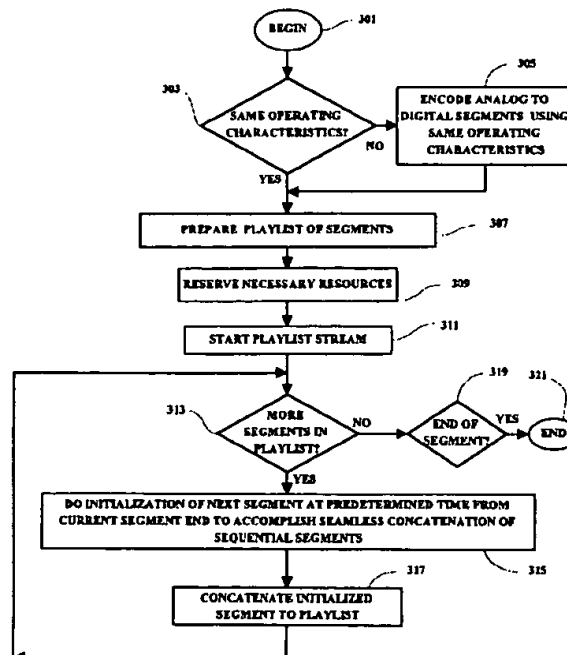 BEGIN
301
303
SAME OPERATING
CHARACTERISTICS?
NO
YES
305
ENCODE ANALOG TO
DIGITAL SEGMENTS USING
SAME OPERATING
CHARACTERISTICS
PREPARE PLAYLIST OF SEGMENTS
307
RESERVE NECESSARY RESOURCES
309
START PLAYLIST STREAM
311
313
MORE
SEGMENTS IN
PLAYLIST?
NO
YES
319
END OF
SEGMENT?
YES
321
END
DO INITIALIZATION OF NEXT SEGMENT AT PREDETERMINED TIME FROM
CURRENT SEGMENT END TO ACCOMPLISH SEAMLESS CONCATENATION OF
SEQUENTIAL SEGMENTS
315
317
CONCATENATE INITIALIZED
SEGMENT TO PLAYLIST